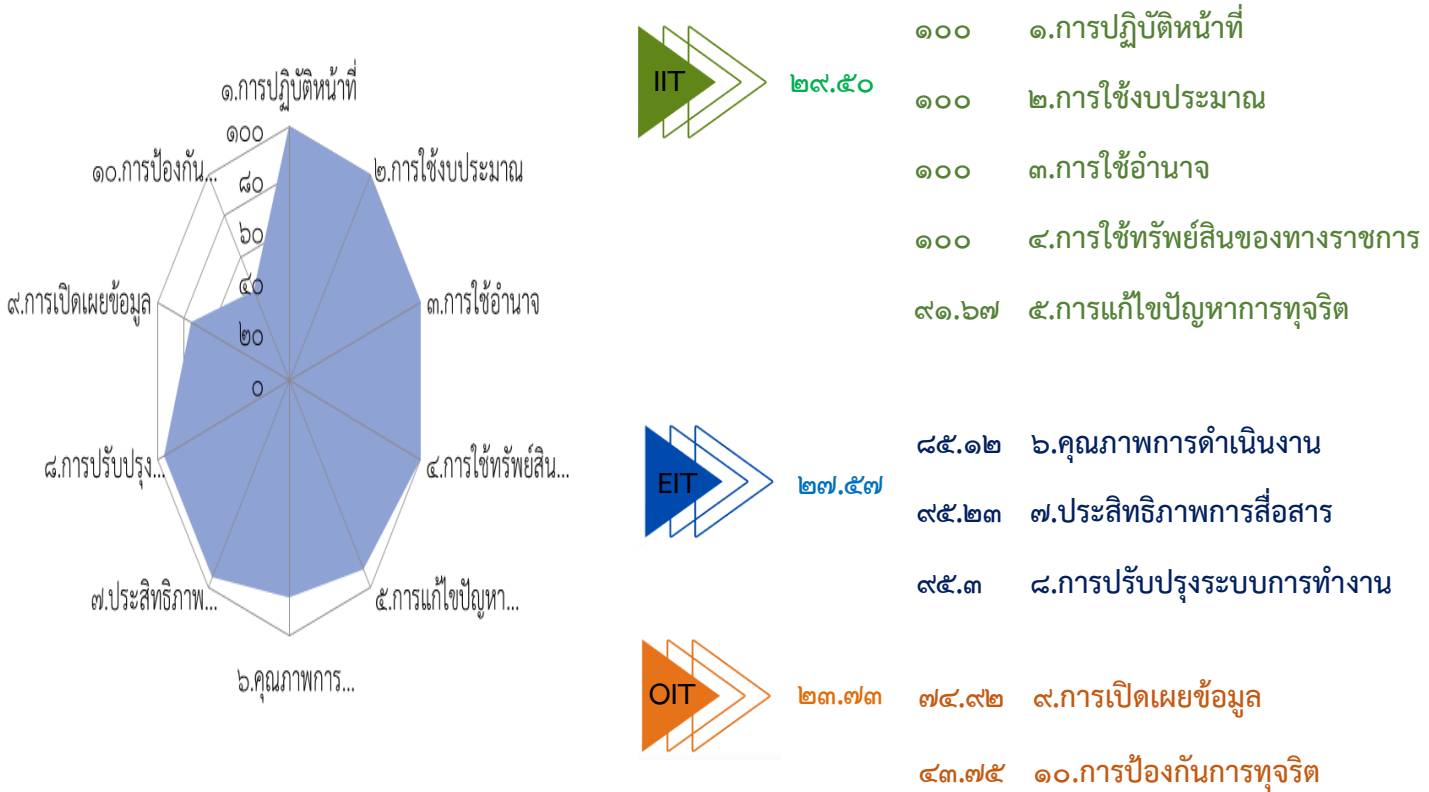 ๑.การปฏิบัติหน้าที่
๑๐๐
๑๐.การป้องกัน...
๘๐
๒.การใช้งบประมาณ
๖๐
๔๐
๙.การเปิดเผยข้อมูล
๓.การใช้อำนาจ
๒๐
๐
๘.การปรับปรุง...
๔.การใช้ทรัพย์สิน...
๗.ประสิทธิภาพ...
๕.การแก้ไขปัญหา...
๖.คุณภาพการ...
IIT ๒๙.๕๐
๑๐๐ ๑.การปฏิบัติหน้าที่
๑๐๐ ๒.การใช้งบประมาณ
๑๐๐ ๓.การใช้อำนาจ
๑๐๐ ๔.การใช้ทรัพย์สินของทางราชการ
๙๑.๖๗ ๕.การแก้ไขปัญหาการทุจริต
EIT ๒๗.๕๗
๘๕.๑๒ ๖.คุณภาพการดำเนินงาน
๙๕.๒๓ ๗.ประสิทธิภาพการสื่อสาร
๙๕.๓ ๘.การปรับปรุงระบบการทำงาน
OIT ๒๓.๗๓
๗๔.๙๒ ๙.การเปิดเผยข้อมูล
๔๓.๗๕ ๑๐.การป้องกันการทุจริต